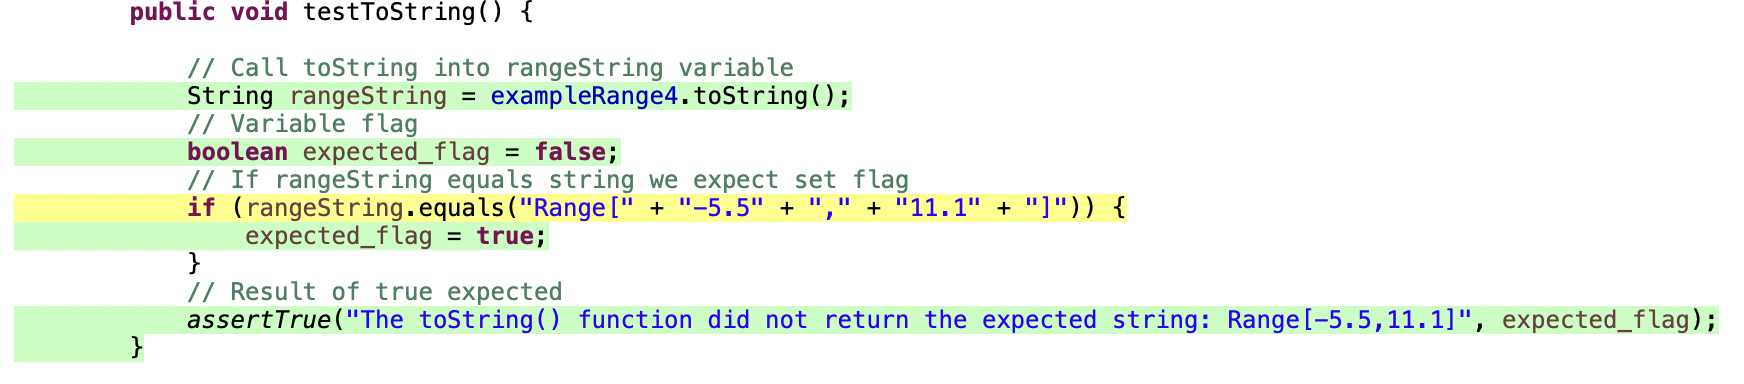 public void testToString() {
// Call toString into rangeString variable
String rangeString = exampleRange4.toString();
// Variable flag
boolean expected_flag = false;
// If rangeString equals string we expect set flag
if (rangeString.equals("Range[" + "-5.5" + "," + "11.1" + "]")) {
expected_flag = true;
}
// Result of true expected
assertTrue("The toString() function did not return the expected string: Range[-5.5,11.1]", expected_flag);
}